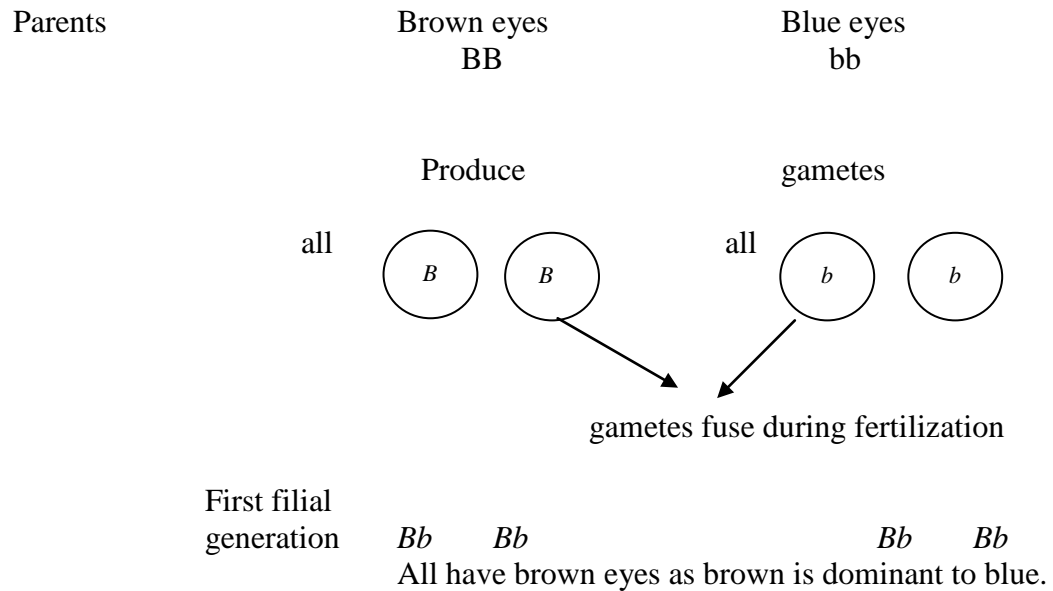 Parents Brown eyes Blue eyes
BB bb
Produce gametes
all B B all b b
gametes fuse during fertilization
First filial
generation Bb Bb Bb Bb
All have brown eyes as brown is dominant to blue.